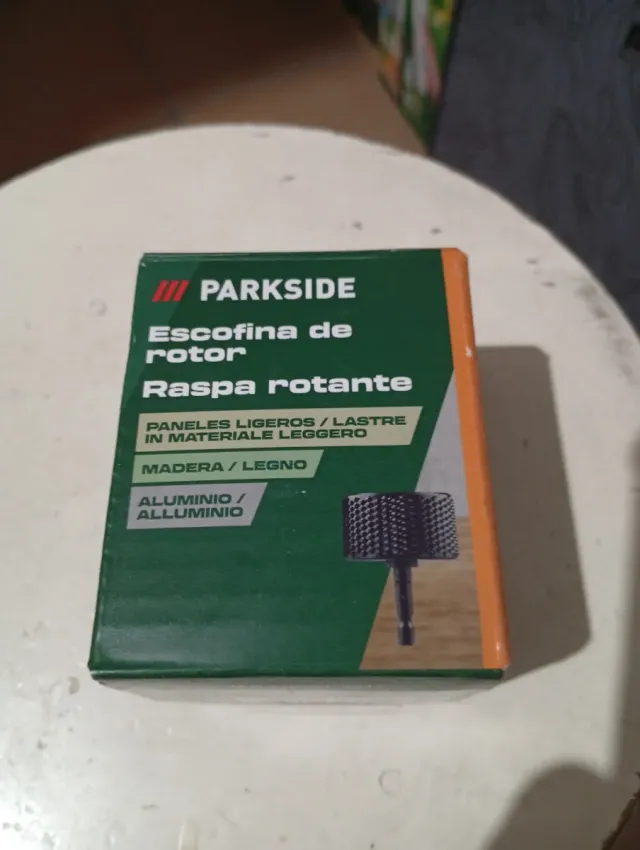 PARKSIDE
Escofina de
rotor
Raspa rotante
PANELES LIGEROS / LASTRE
IN MATERIALE LEGGERO
MADERA / LEGNO
ALUMINIO /
ALLUMINIO